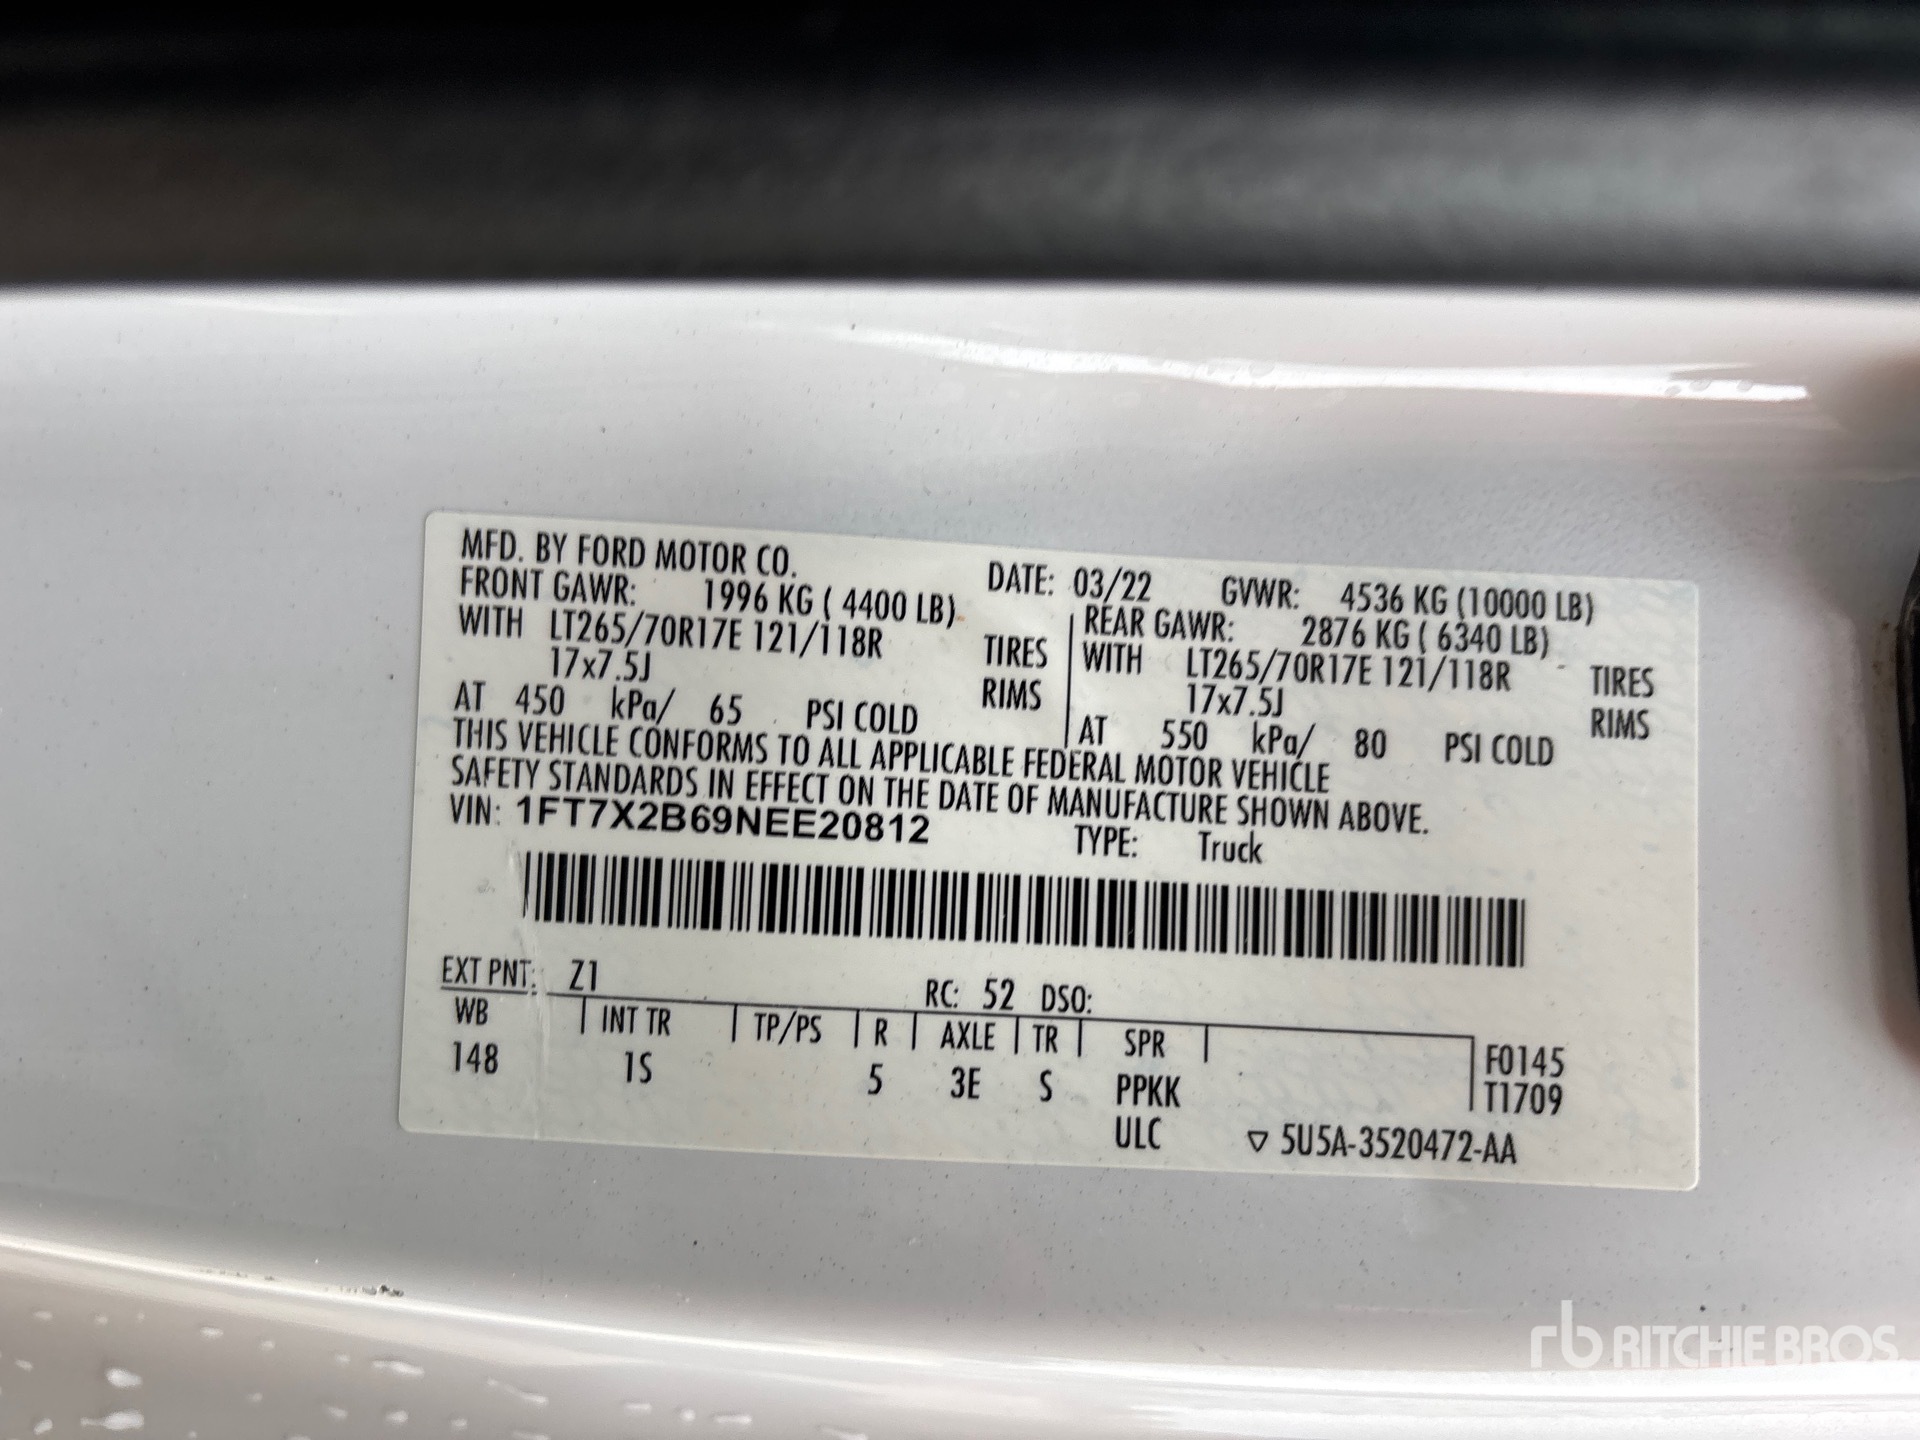 MFD. BY FORD MOTOR CO. DATE: 03/22 GVWR: 4536 KG (10000 LB)
FRONT GAWR: 1996 KG ( 4400 LB) REAR GAWR: 2876 KG ( 6340 LB)
WITH LT265/70R17E 121/118R TIRES WITH LT265/70R17E 121/118R TIRES
17x7.5J RIMS 17x7.5J RIMS
AT 450 kPa/ 65 PSI COLD AT 550 kPa/ 80 PSI COLD
THIS VEHICLE CONFORMS TO ALL APPLICABLE FEDERAL MOTOR VEHICLE
SAFETY STANDARDS IN EFFECT ON THE DATE OF MANUFACTURE SHOWN ABOVE.
VIN: 1FT7X2B69NEE20812 TYPE: Truck
EXT PNT: Z1 RC: 52 DSO:
WB INT TR TP/PS R AXLE TR SPR F0145
148 1S 5 3E S PPKK T1709
ULC 5U5A-3520472-AA
rb RITCHIE BROS